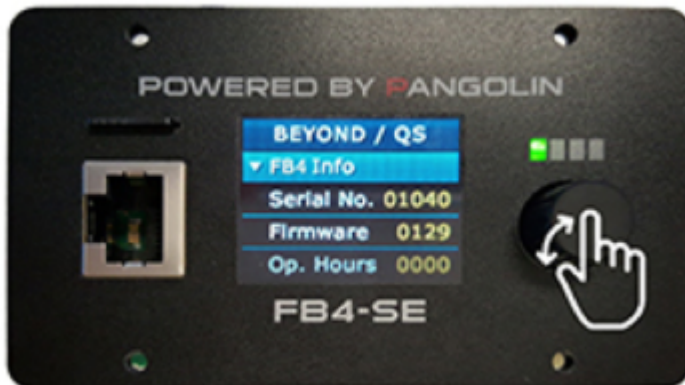 POWERED BY PANGOLIN
BEYOND / QS
FB4 Info
Serial No. 01040
Firmware 0129
Op. Hours 0000
FB4-SE